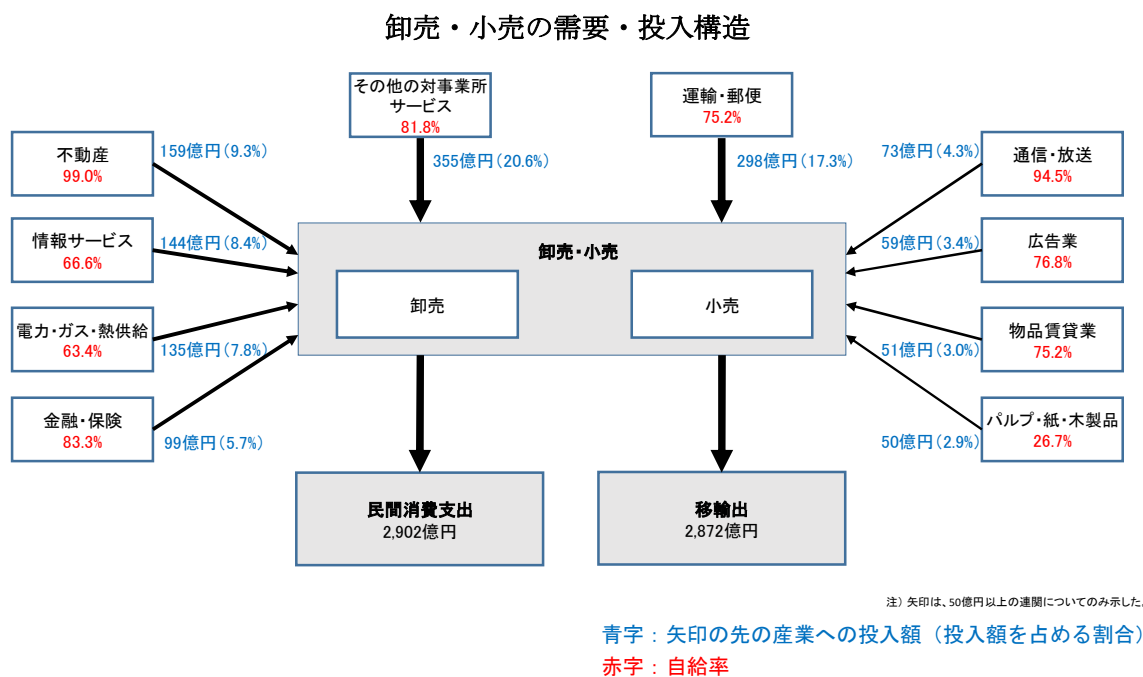 卸売・小売の需要・投入構造
その他の対事業所
サービス
81.8%
運輸・郵便
75.2%
不動産
99.0%
159億円(9.3%)
355億円(20.6%)
298億円(17.3%)
73億円(4.3%)
通信・放送
94.5%
情報サービス
66.6%
144億円(8.4%)
卸売・小売
59億円(3.4%)
広告業
76.8%
卸売
小売
電力・ガス・熱供給
63.4%
135億円(7.8%)
51億円(3.0%)
物品賃貸業
75.2%
金融・保険
83.3%
99億円(5.7%)
50億円(2.9%)
パルプ・紙・木製品
26.7%
民間消費支出
2,902億円
移輸出
2,872億円
注) 矢印は、50億円以上の連関についてのみ示した。
青字:矢印の先の産業への投入額(投入額を占める割合)
赤字:自給率